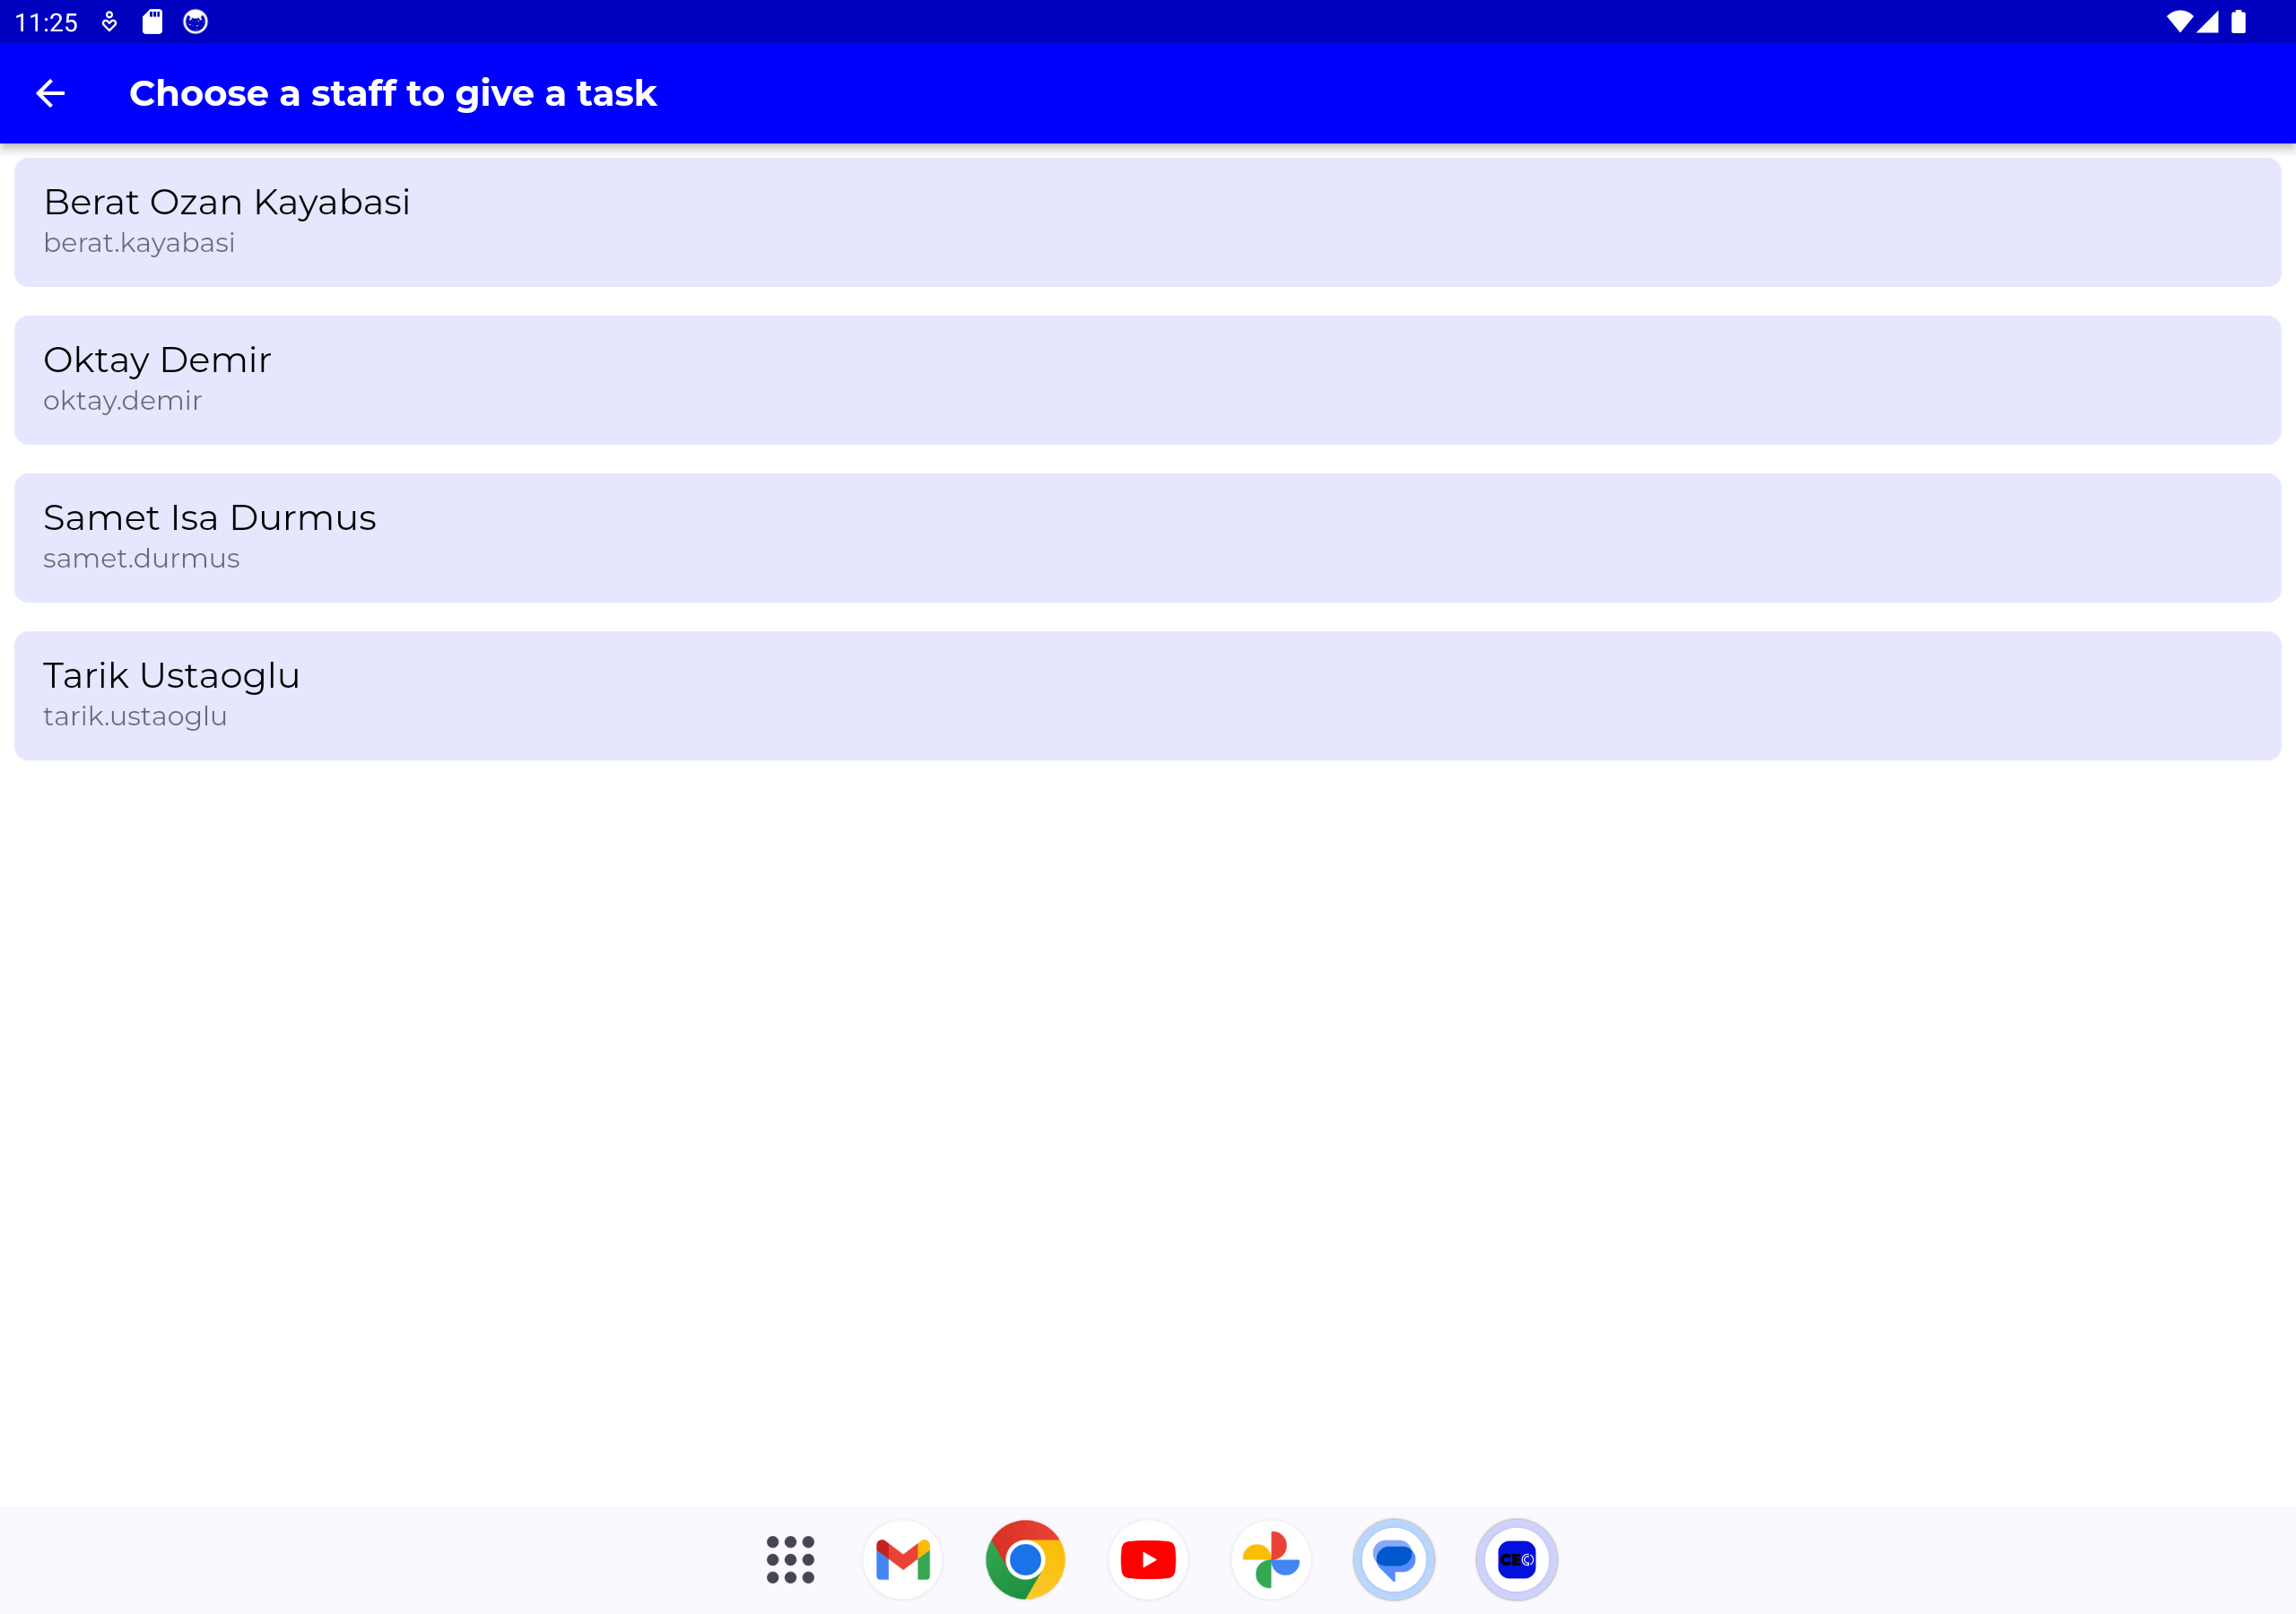 11:25
Choose a staff to give a task
Berat Ozan Kayabasi
berat.kayabasi
Oktay Demir
oktay.demir
Samet Isa Durmus
samet.durmus
Tarik Ustaoglu
tarik.ustaoglu